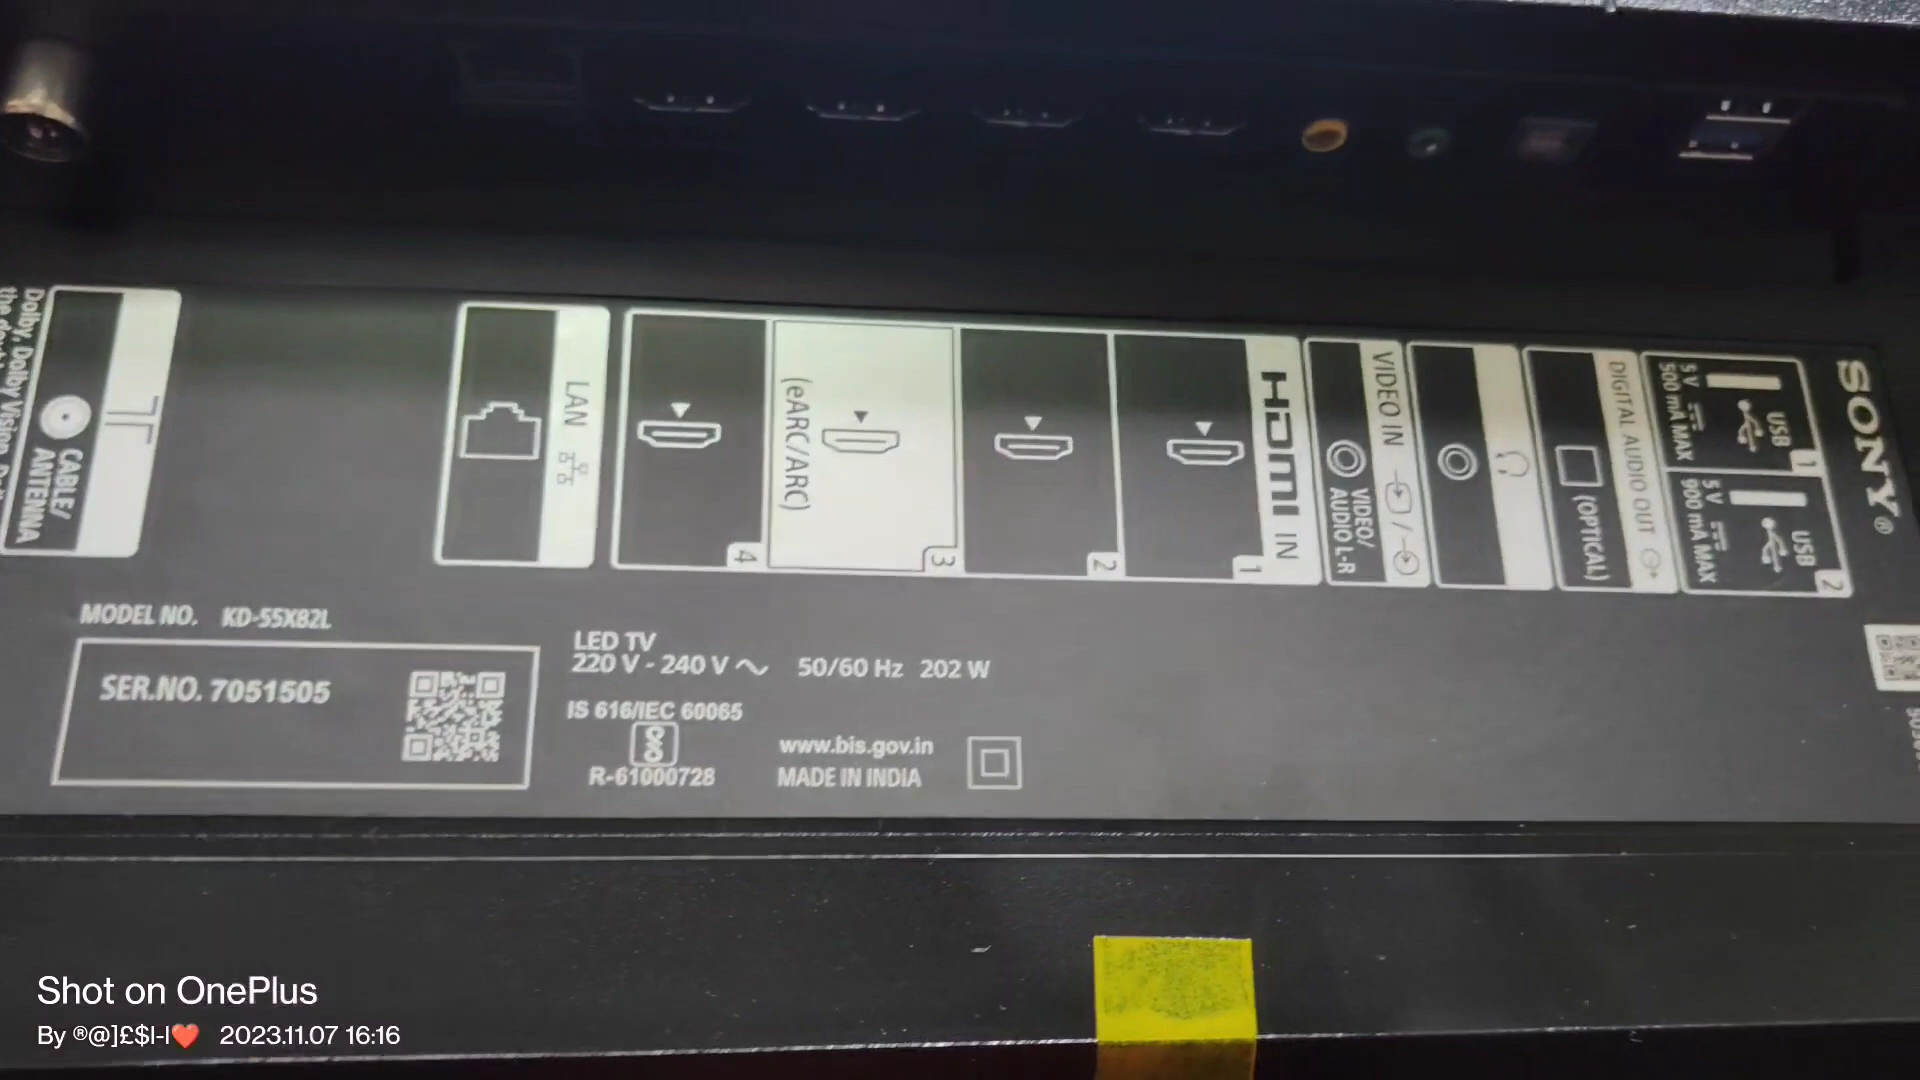 SONY®
USB 1
5 V ⎓
500 mA MAX
USB 2
5 V ⎓
900 mA MAX
DIGITAL AUDIO OUT
(OPTICAL)
VIDEO IN
VIDEO/
AUDIO L-R
HDMI IN
1
2
3
(eARC/ARC)
4
LAN
CABLE/
ANTENNA
Dolby, Dolby Vision,
MODEL NO. KD-55X82L
SER.NO. 7051505
LED TV
220 V - 240 V ~ 50/60 Hz 202 W
IS 616/IEC 60065
R-61000728
www.bis.gov.in
MADE IN INDIA
Shot on OnePlus
By ®@]£$|-|❤️ 2023.11.07 16:16